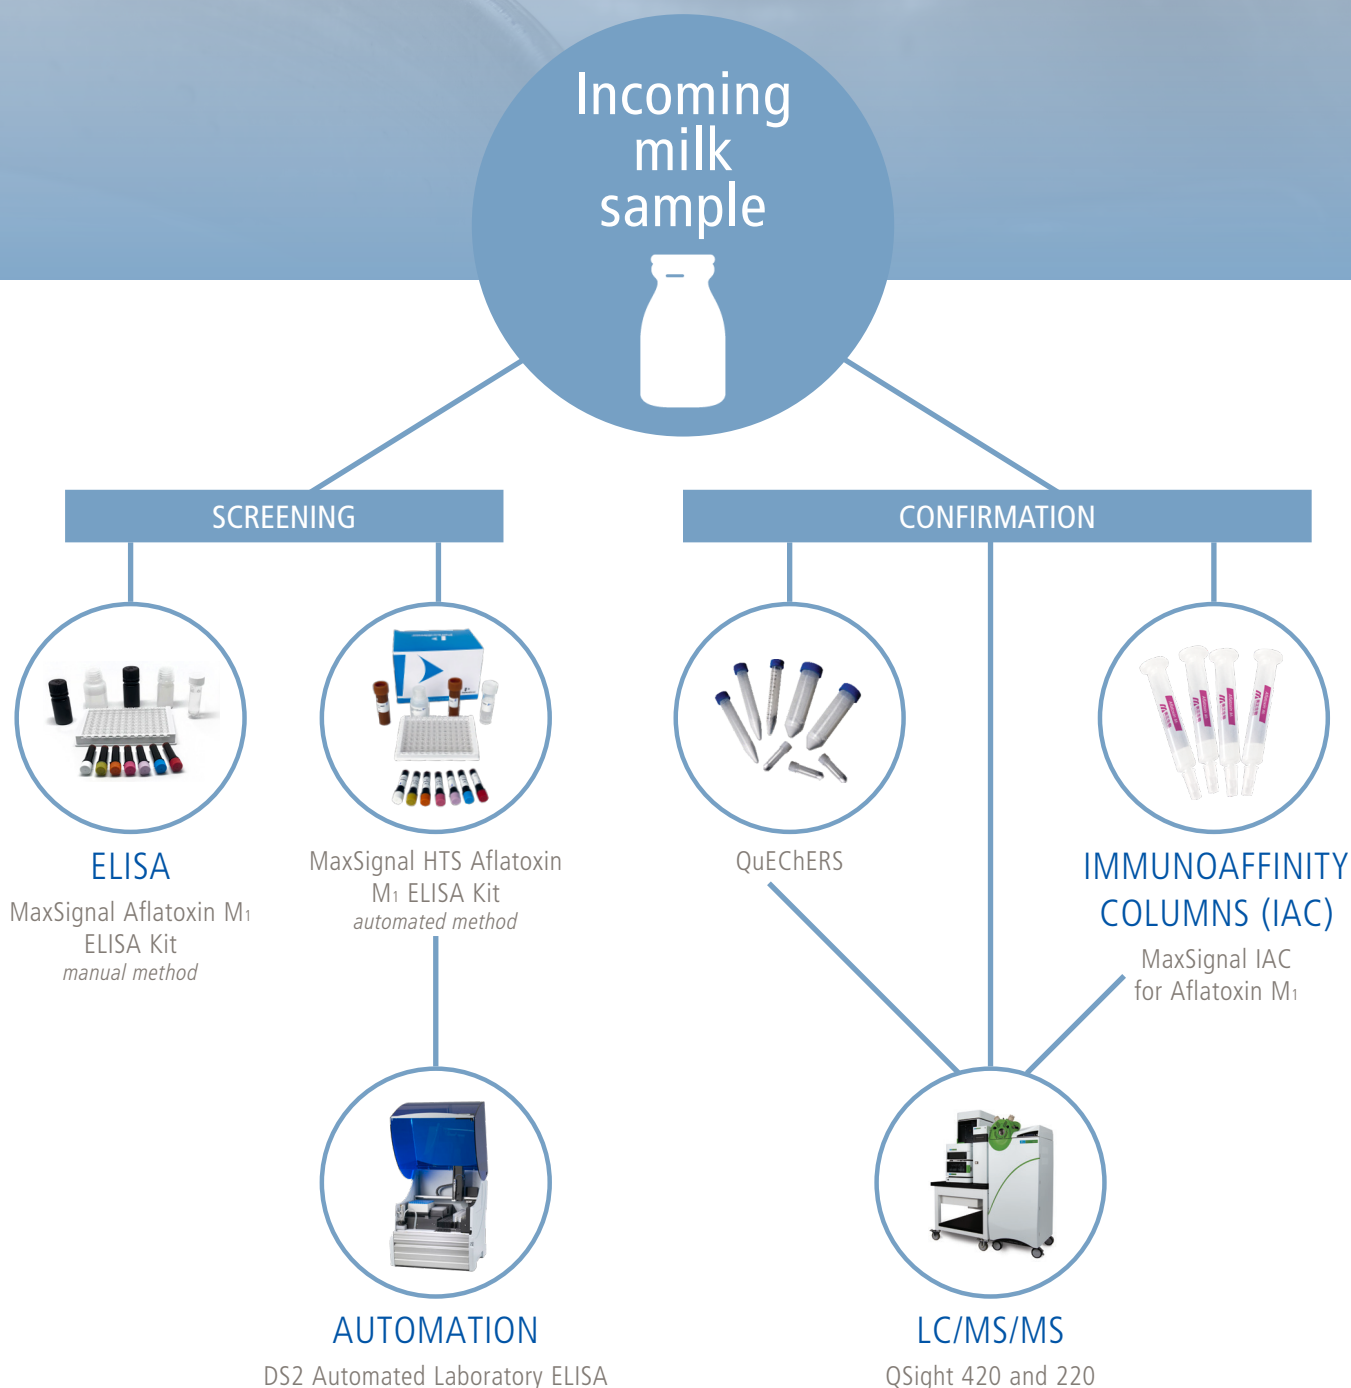 Incoming
milk
sample
SCREENING
CONFIRMATION
ELISA
MaxSignal Aflatoxin M1
ELISA Kit
manual method
MaxSignal HTS Aflatoxin
M1 ELISA Kit
automated method
QuEChERS
IMMUNOAFFINITY
COLUMNS (IAC)
MaxSignal IAC
for Aflatoxin M1
AUTOMATION
DS2 Automated Laboratory ELISA
LC/MS/MS
QSight 420 and 220